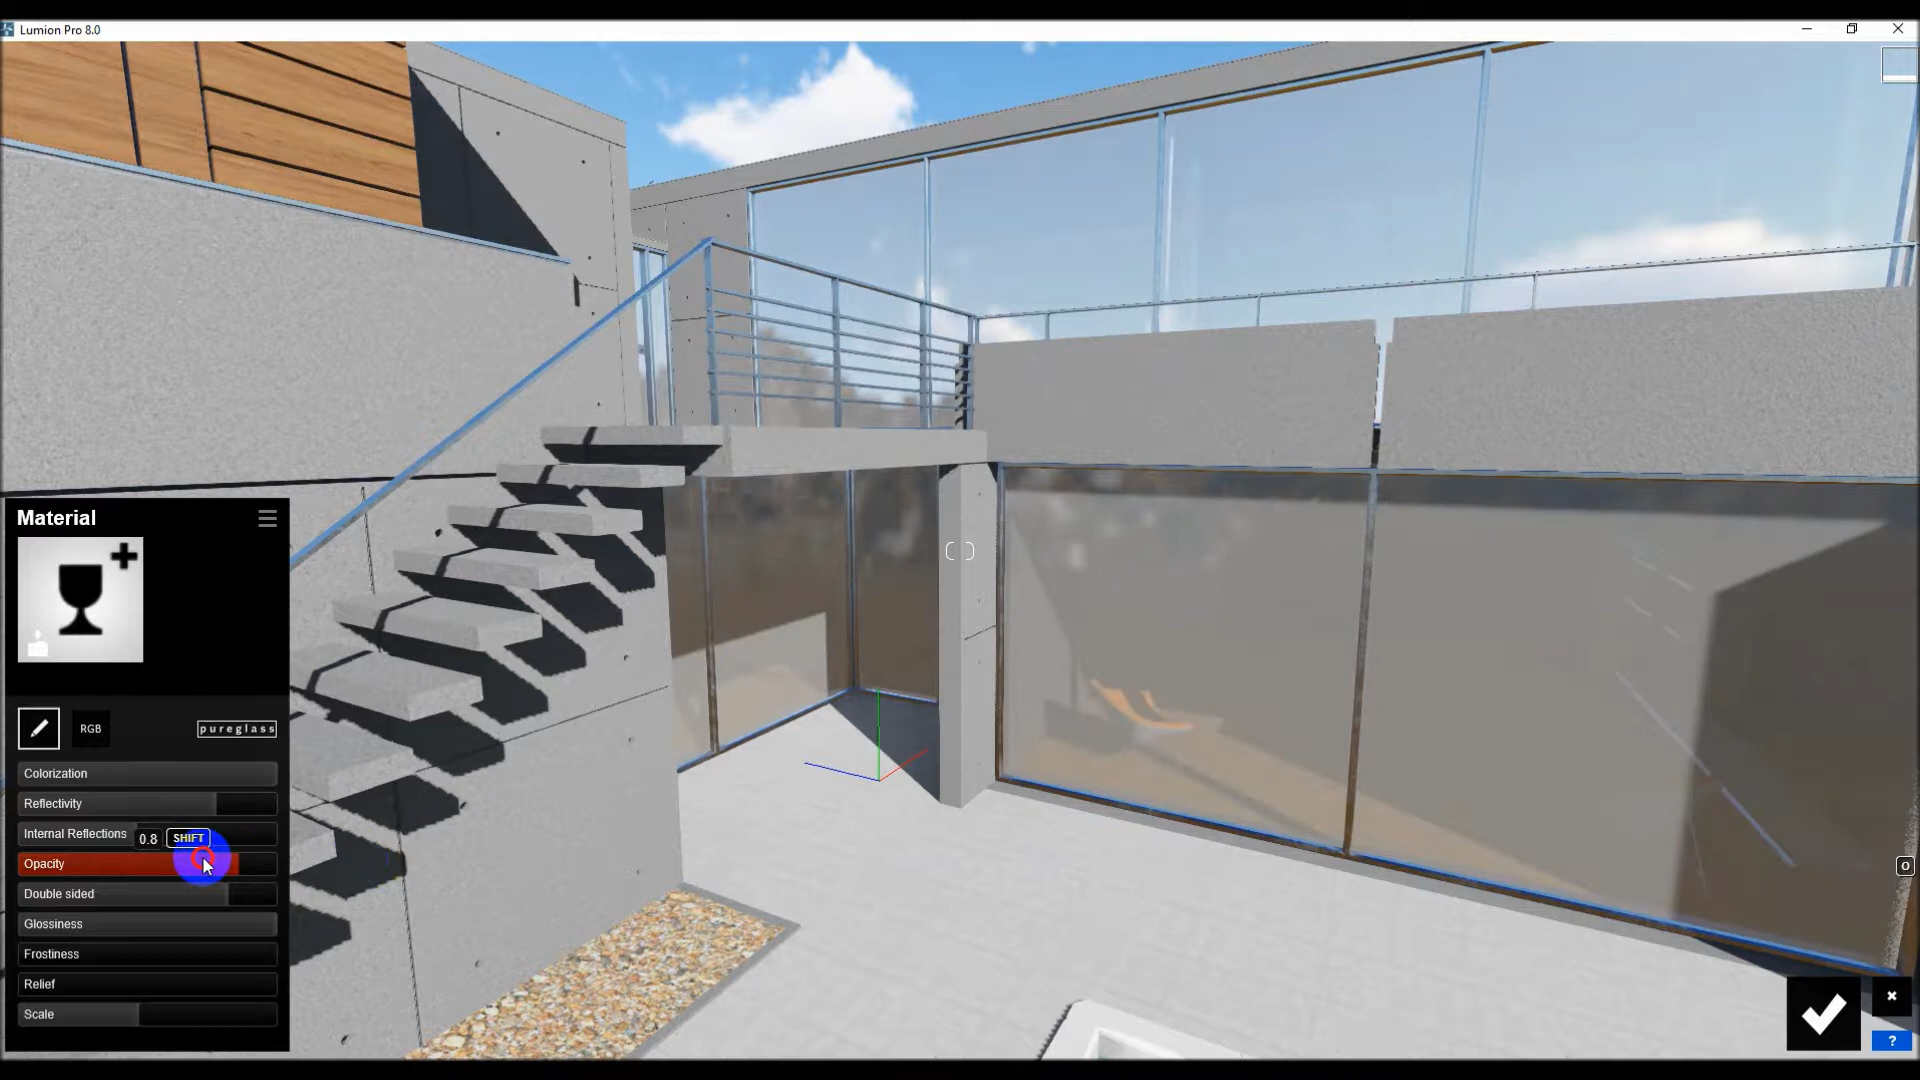 Lumion Pro 8.0
Material
RGB
pureglass
Colorization
Reflectivity
Internal Reflections
0.8 SHIFT
Opacity
Double sided
Glossiness
Frostiness
Relief
Scale
O
?